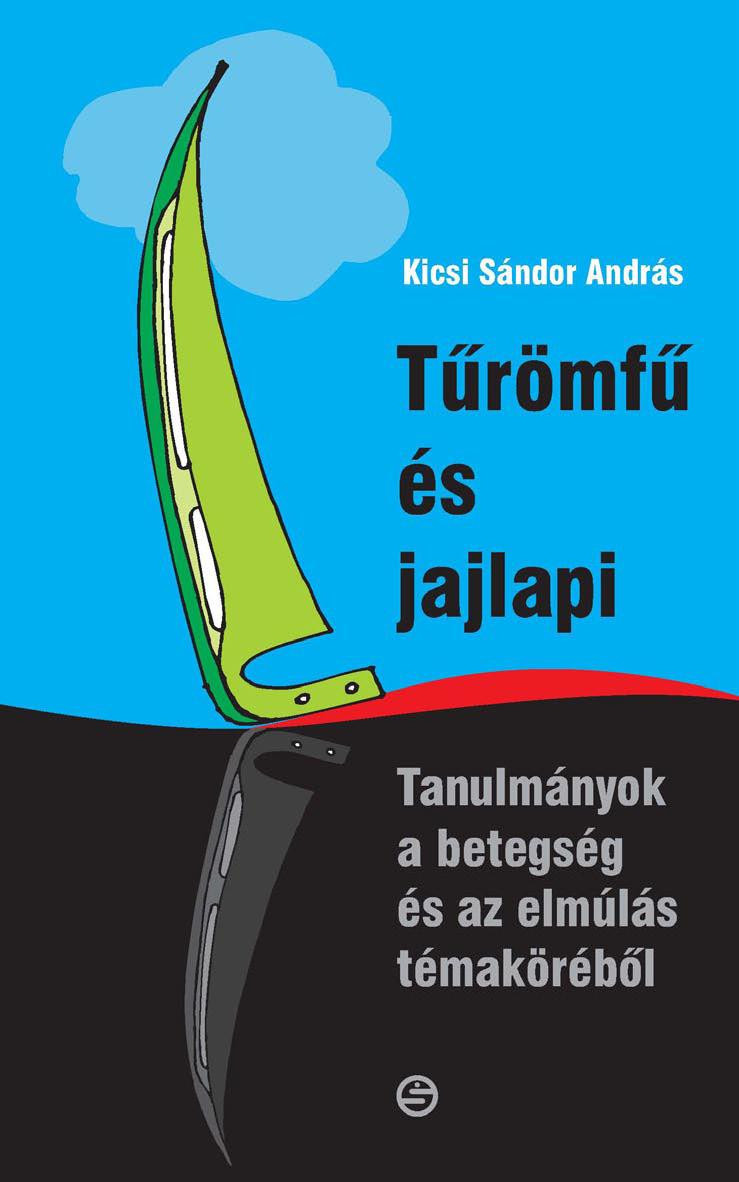 Kicsi Sándor András
Tűrömfű
és
jajlapi
Tanulmányok
a betegség
és az elmúlás
témaköréből